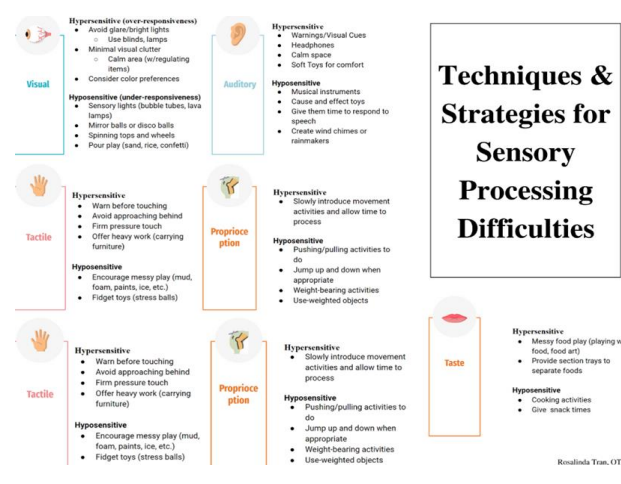 Hypersensitive (over-responsiveness)
Avoid glare/bright lights
Use blinds, lamps
Minimal visual clutter
Calm area (w/regulating
items)
Consider color preferences
Visual
Hyposensitive (under-responsiveness)
Sensory lights (bubble tubes, lava
lamps)
Mirror balls or disco balls
Spinning tops and wheels
Pour play (sand, rice, confetti)
Hypersensitive
Warnings/Visual Cues
Headphones
Calm space
Soft Toys for comfort
Auditory
Hyposensitive
Musical instruments
Cause and effect toys
Give them time to respond to
speech
Create wind chimes or
rainmakers
Techniques &
Strategies for
Sensory
Processing
Difficulties
Hypersensitive
Warn before touching
Avoid approaching behind
Firm pressure touch
Offer heavy work (carrying
furniture)
Tactile
Hyposensitive
Encourage messy play (mud,
foam, paints, ice, etc.)
Fidget toys (stress balls)
Hypersensitive
Slowly introduce movement
activities and allow time to
process
Proprioce
ption
Hyposensitive
Pushing/pulling activities to
do
Jump up and down when
appropriate
Weight-bearing activities
Use-weighted objects
Hypersensitive
Warn before touching
Avoid approaching behind
Firm pressure touch
Offer heavy work (carrying
furniture)
Tactile
Hyposensitive
Encourage messy play (mud,
foam, paints, ice, etc.)
Fidget toys (stress balls)
Hypersensitive
Slowly introduce movement
activities and allow time to
process
Proprioce
ption
Hyposensitive
Pushing/pulling activities to
do
Jump up and down when
appropriate
Weight-bearing activities
Use-weighted objects
Hypersensitive
Messy food play (playing w
food, food art)
Provide section trays to
separate foods
Taste
Hyposensitive
Cooking activities
Give snack times
Rosalinda Tran, OT